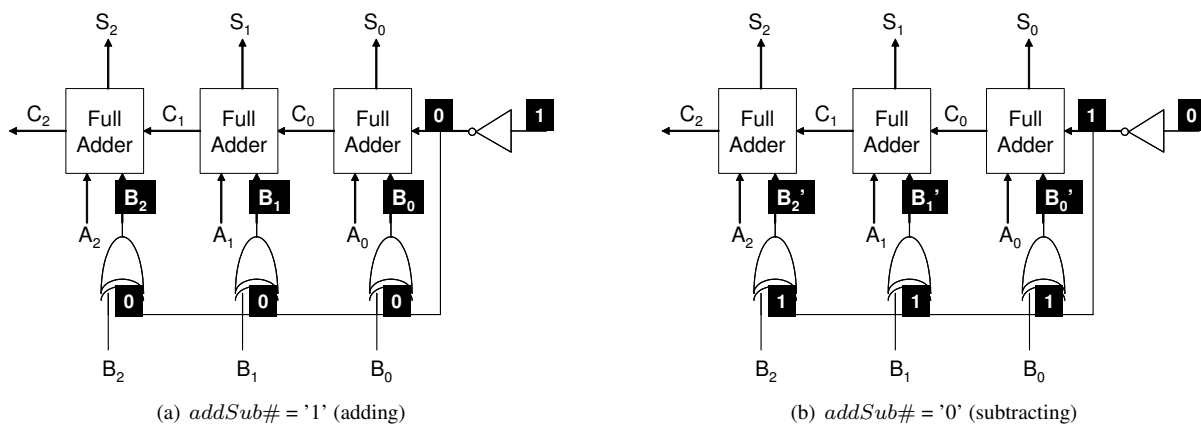 S₂ S₁ S₀ S₂ S₁ S₀
C₂ Full Adder C₁ Full Adder C₀ Full Adder 0 1 C₂ Full Adder C₁ Full Adder C₀ Full Adder 1 0
B₂ B₁ B₀ B₂’ B₁’ B₀’
A₂ A₁ A₀ A₂ A₁ A₀
0 0 0 1 1 1
B₂ B₁ B₀ B₂ B₁ B₀
(a) addSub# = ’1’ (adding) (b) addSub# = ’0’ (subtracting)